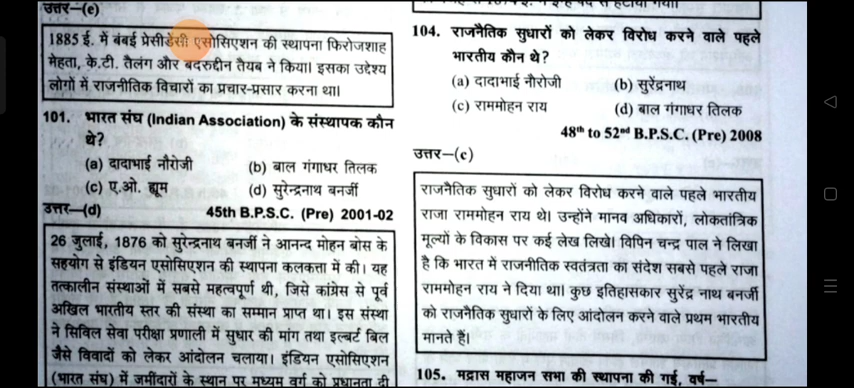 उत्तर–(e)
1885 ई. में बंबई प्रेसीडेंसी एसोसिएशन की स्थापना फिरोजशाह
मेहता, के.टी. तैलंग और बदरुद्दीन तैयब ने किया। इसका उद्देश्य
लोगों में राजनीतिक विचारों का प्रचार-प्रसार करना था।
101. भारत संघ (Indian Association) के संस्थापक कौन
थे?
(a) दादाभाई नौरोजी (b) बाल गंगाधर तिलक
(c) ए.ओ. ह्यूम (d) सुरेन्द्रनाथ बनर्जी
उत्तर–(d) 45th B.P.S.C. (Pre) 2001-02
26 जुलाई, 1876 को सुरेन्द्रनाथ बनर्जी ने आनन्द मोहन बोस के
सहयोग से इंडियन एसोसिएशन की स्थापना कलकत्ता में की। यह
तत्कालीन संस्थाओं में सबसे महत्वपूर्ण थी, जिसे कांग्रेस से पूर्व
अखिल भारतीय स्तर की संस्था का सम्मान प्राप्त था। इस संस्था
ने सिविल सेवा परीक्षा प्रणाली में सुधार की मांग तथा इल्बर्ट बिल
जैसे विवादों को लेकर आंदोलन चलाया। इंडियन एसोसिएशन
(भारत संघ) में जमींदारों के स्थान पर मध्यम वर्ग को प्रधानता दी
104. राजनैतिक सुधारों को लेकर विरोध करने वाले पहले
भारतीय कौन थे?
(a) दादाभाई नौरोजी (b) सुरेंद्रनाथ
(c) राममोहन राय (d) बाल गंगाधर तिलक
48th to 52nd B.P.S.C. (Pre) 2008
उत्तर–(c)
राजनैतिक सुधारों को लेकर विरोध करने वाले पहले भारतीय
राजा राममोहन राय थे। उन्होंने मानव अधिकारों, लोकतांत्रिक
मूल्यों के विकास पर कई लेख लिखे। विपिन चन्द्र पाल ने लिखा
है कि भारत में राजनीतिक स्वतंत्रता का संदेश सबसे पहले राजा
राममोहन राय ने दिया था। कुछ इतिहासकार सुरेंद्र नाथ बनर्जी
को राजनैतिक सुधारों के लिए आंदोलन करने वाले प्रथम भारतीय
मानते हैं।
105. मद्रास महाजन सभा की स्थापना की गई, वर्ष–